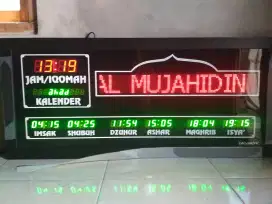 13:19
JAM/IQOMAH
Ahad
KALENDER
AL MUJAHIDIN
04:15 04:25 11:54 15:05 18:04 19:15
IMSAK SHUBUH DZUHUR ASHAR MAGHRIB ISYA'